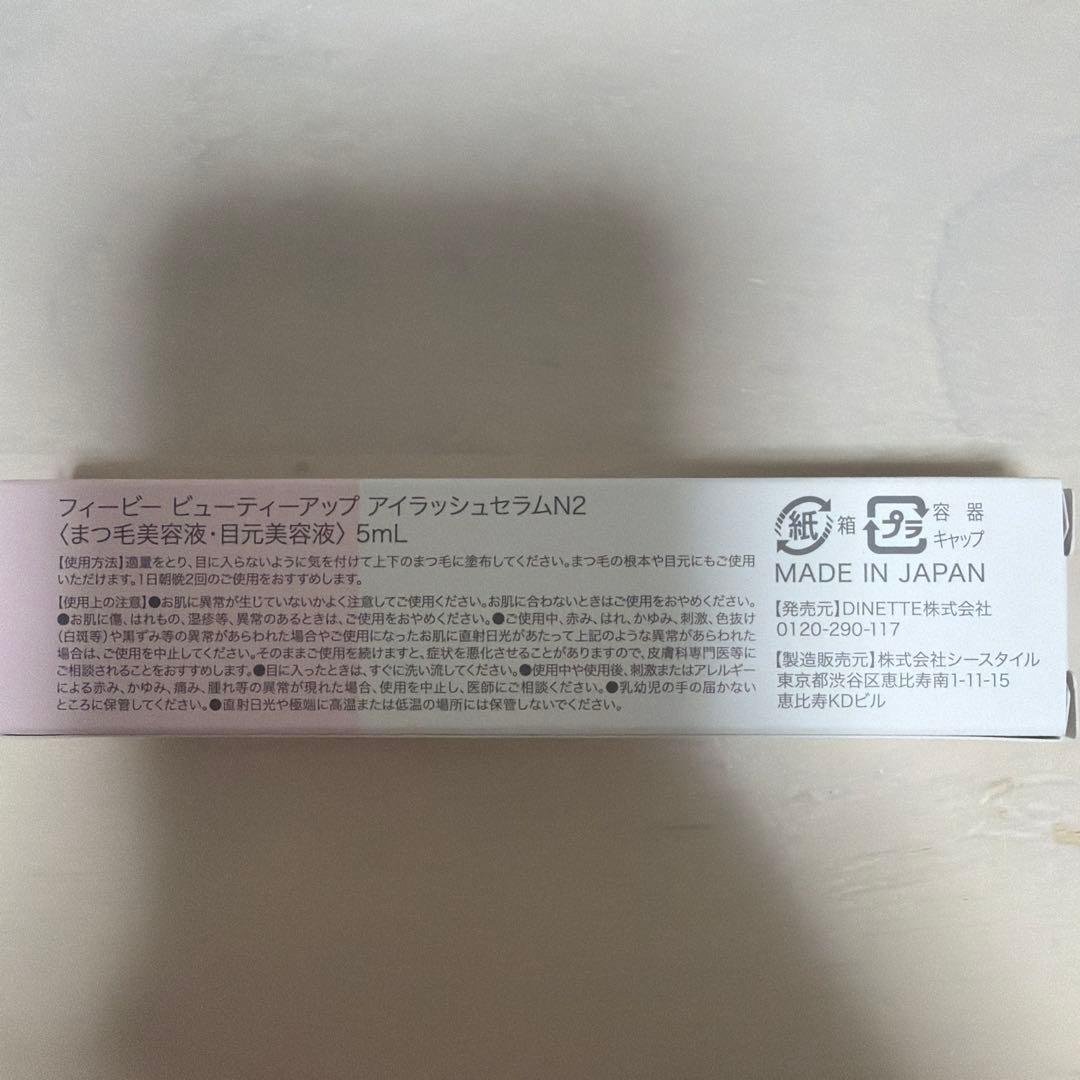 フィービー ビューティーアップ アイラッシュセラムN2
〈まつ毛美容液・目元美容液〉 5mL
【使用方法】適量をとり、目に入らないように気を付けて上下のまつ毛に塗布してください。まつ毛の根本や目元にもご使用
いただけます。1日朝晩2回のご使用をおすすめします。
【使用上の注意】●お肌に異常が生じていないかよく注意してご使用ください。お肌に合わないときはご使用をおやめください。
●お肌に傷、はれもの、湿疹等、異常のあるときは、ご使用をおやめください。●ご使用中、赤み、はれ、かゆみ、刺激、色抜け
(白斑等)や黒ずみ等の異常があらわれた場合やご使用になったお肌に直射日光があたって上記のような異常があらわれた
場合は、ご使用を中止してください。そのままご使用を続けますと、症状を悪化させることがありますので、皮膚科専門医等に
ご相談されることをおすすめします。●目に入ったときは、すぐに洗い流してください。●使用中や使用後、刺激またはアレルギー
による赤み、かゆみ、痛み、腫れ等の異常が現れた場合、使用を中止し、医師にご相談ください。●乳幼児の手の届かない
ところに保管してください。●直射日光や極端に高温または低温の場所には保管しないでください。
紙 箱 プラ 容器
キャップ
MADE IN JAPAN
【発売元】DINETTE株式会社
0120-290-117
【製造販売元】株式会社シースタイル
東京都渋谷区恵比寿南1-11-15
恵比寿KDビル